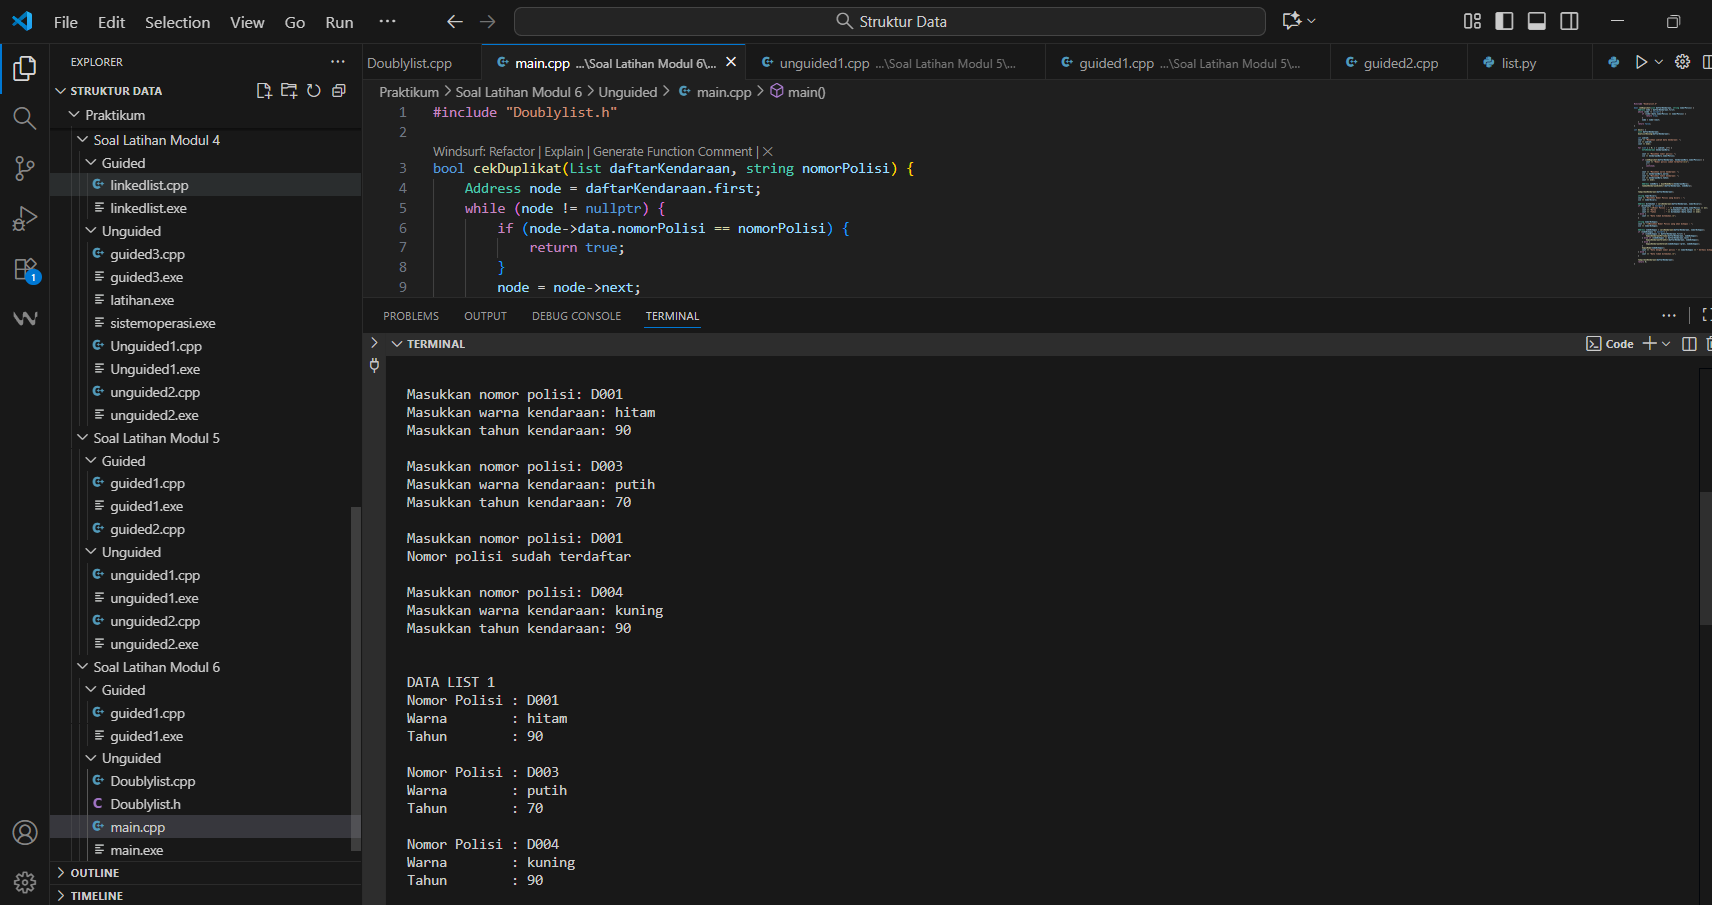 File Edit Selection View Go Run ···
Struktur Data
EXPLORER
STRUKTUR DATA
Praktikum
Soal Latihan Modul 4
Guided
linkedlist.cpp
linkedlist.exe
Unguided
guided3.cpp
guided3.exe
latihan.exe
sistemoperasi.exe
Unguided1.cpp
Unguided1.exe
unguided2.cpp
unguided2.exe
Soal Latihan Modul 5
Guided
guided1.cpp
guided1.exe
guided2.cpp
Unguided
unguided1.cpp
unguided1.exe
unguided2.cpp
unguided2.exe
Soal Latihan Modul 6
Guided
guided1.cpp
guided1.exe
Unguided
Doublylist.cpp
Doublylist.h
main.cpp
main.exe
OUTLINE
TIMELINE
1
Doublylist.cpp
main.cpp ...\Soal Latihan Modul 6\...
unguided1.cpp ...\Soal Latihan Modul 5\...
guided1.cpp ...\Soal Latihan Modul 5\...
guided2.cpp
list.py
Praktikum > Soal Latihan Modul 6 > Unguided > main.cpp > main()
1 #include "Doublylist.h"
2
Windsurf: Refactor | Explain | Generate Function Comment | X
3 bool cekDuplikat(List daftarKendaraan, string nomorPolisi) {
4 Address node = daftarKendaraan.first;
5 while (node != nullptr) {
6 if (node->data.nomorPolisi == nomorPolisi) {
7 return true;
8 }
9 node = node->next;
PROBLEMS OUTPUT DEBUG CONSOLE TERMINAL
TERMINAL
Code
Masukkan nomor polisi: D001
Masukkan warna kendaraan: hitam
Masukkan tahun kendaraan: 90
Masukkan nomor polisi: D003
Masukkan warna kendaraan: putih
Masukkan tahun kendaraan: 70
Masukkan nomor polisi: D001
Nomor polisi sudah terdaftar
Masukkan nomor polisi: D004
Masukkan warna kendaraan: kuning
Masukkan tahun kendaraan: 90
DATA LIST 1
Nomor Polisi : D001
Warna : hitam
Tahun : 90
Nomor Polisi : D003
Warna : putih
Tahun : 70
Nomor Polisi : D004
Warna : kuning
Tahun : 90